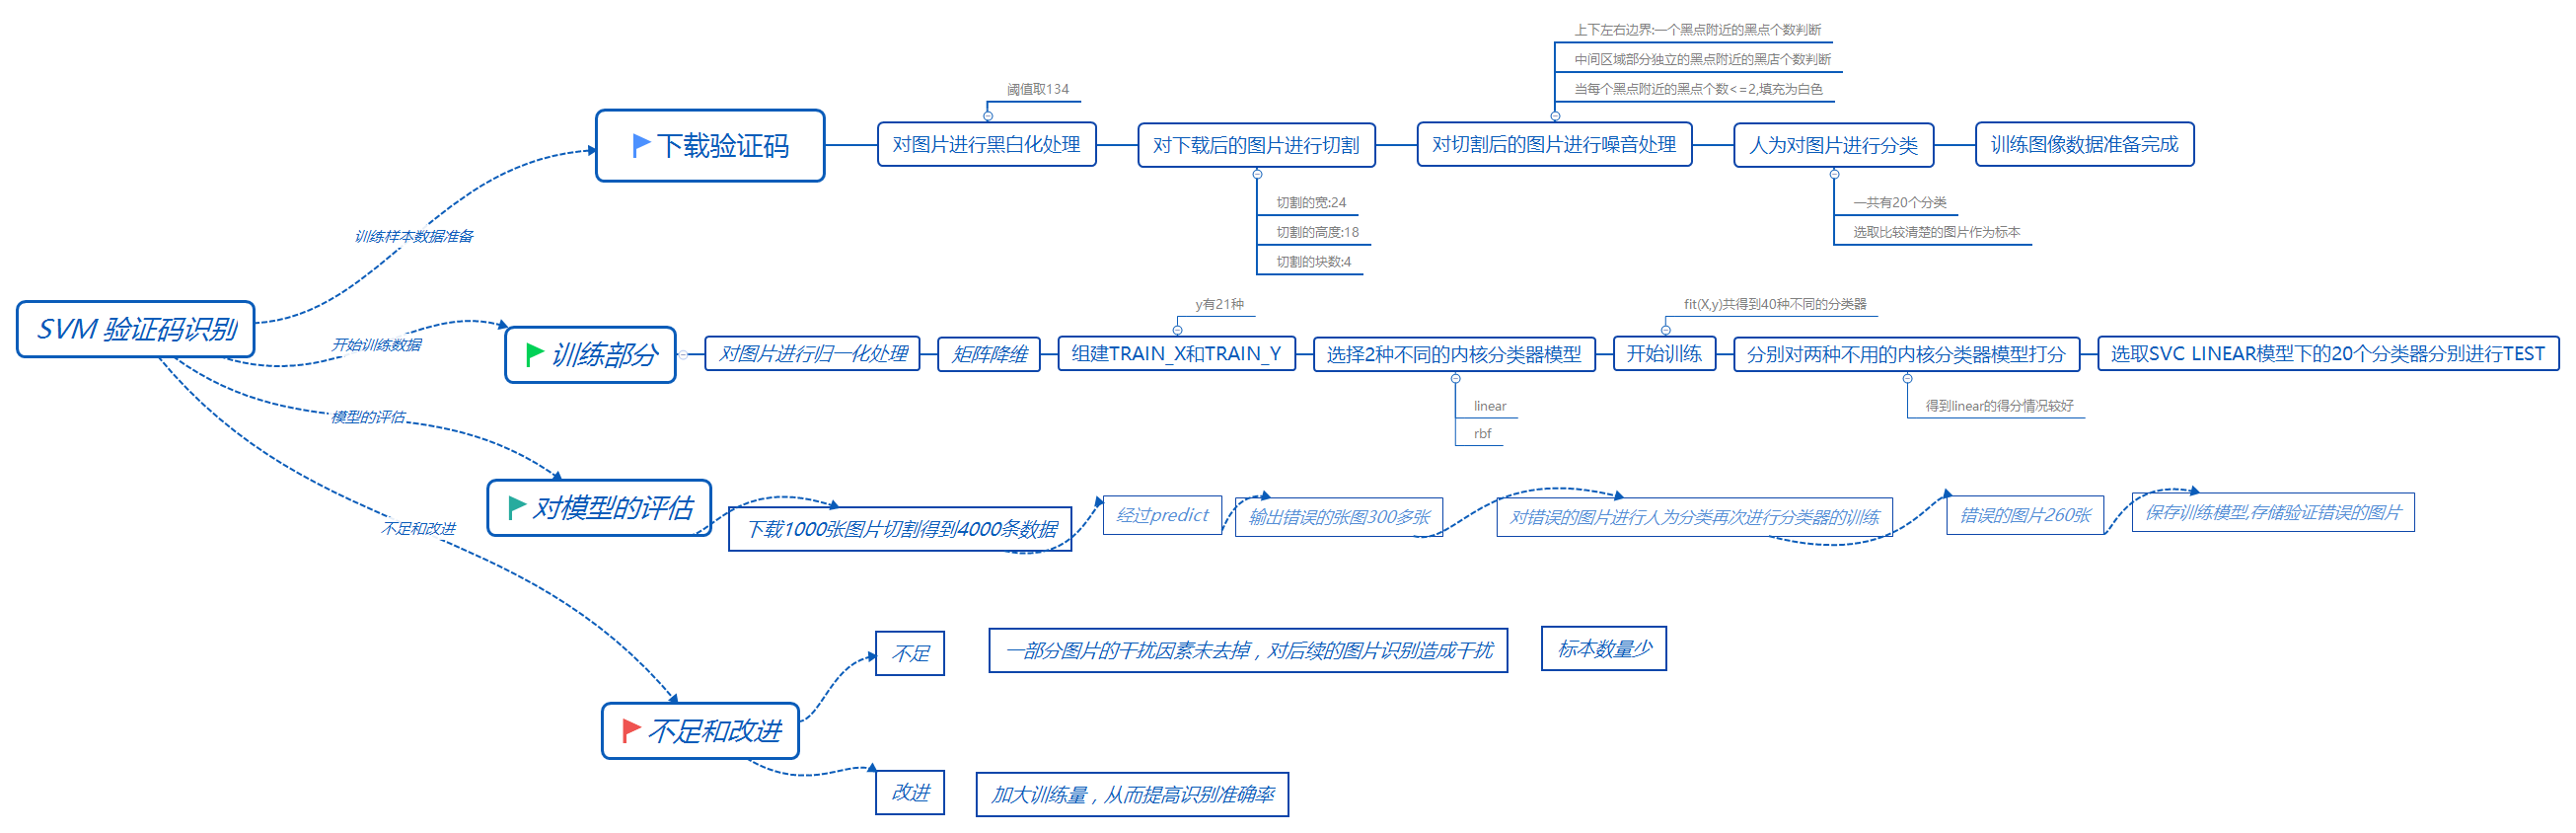 SVM 验证码识别
训练样本数据准备
下载验证码
对图片进行黑白化处理
阈值取134
对下载后的图片进行切割
切割的宽:24
切割的高度:18
切割的块数:4
对切割后的图片进行噪音处理
上下左右边界:一个黑点附近的黑点个数判断
中间区域部分独立的黑点附近的黑店个数判断
当每个黑点附近的黑点个数<=2,填充为白色
人为对图片进行分类
一共有20个分类
选取比较清楚的图片作为标本
训练图像数据准备完成
开始训练数据
训练部分
对图片进行归一化处理
矩阵降维
组建TRAIN_X和TRAIN_Y
y有21种
选择2种不同的内核分类器模型
linear
rbf
开始训练
fit(X,y)共得到40种不同的分类器
分别对两种不用的内核分类器模型打分
得到linear的得分情况较好
选取SVC LINEAR模型下的20个分类器分别进行TEST
模型的评估
对模型的评估
下载1000张图片切割得到4000条数据
经过predict
输出错误的张图300多张
对错误的图片进行人为分类再次进行分类器的训练
错误的图片260张
保存训练模型,存储验证错误的图片
不足和改进
不足和改进
不足
一部分图片的干扰因素未去掉，对后续的图片识别造成干扰
标本数量少
改进
加大训练量，从而提高识别准确率